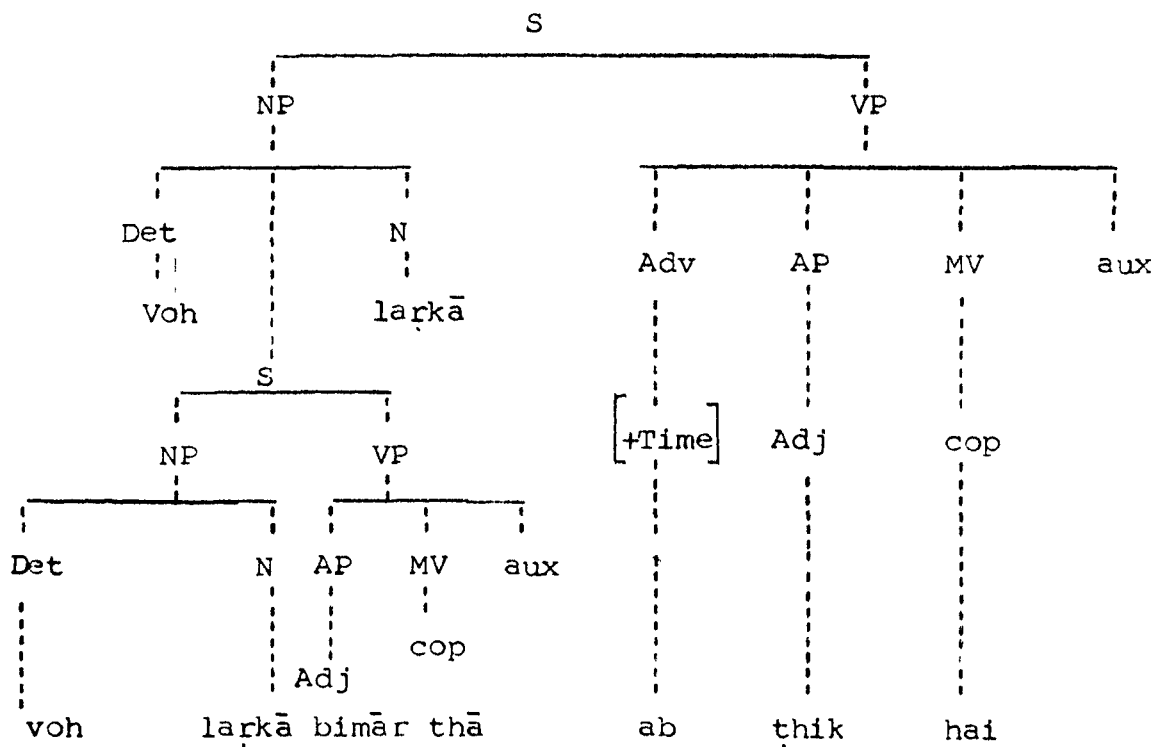 S
NP VP
Det N Adv AP MV aux
Voh laṛkā
S
[+Time] Adj cop
NP VP
Det N AP MV aux
cop
Adj
voh laṛkā bimār thā ab ṭhik hai